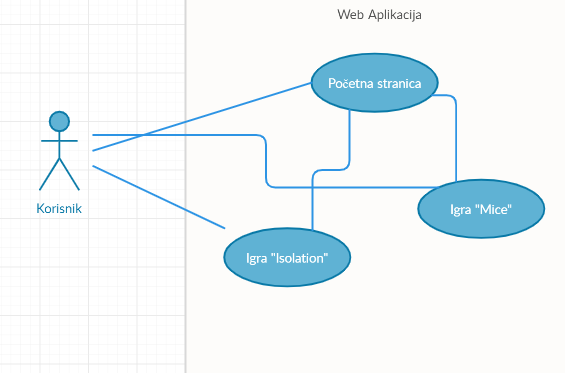 Web Aplikacija
Početna stranica
Korisnik
Igra "Mice"
Igra "Isolation"